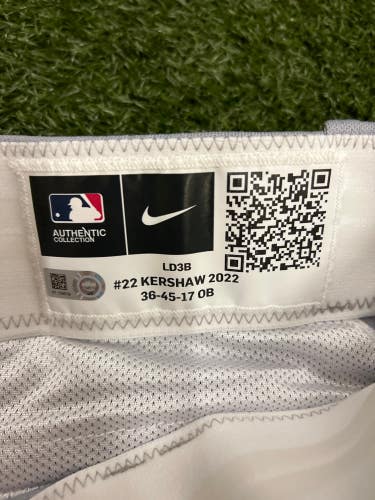 AUTHENTIC
COLLECTION
LD3B
#22 KERSHAW 2022
36-45-17 OB